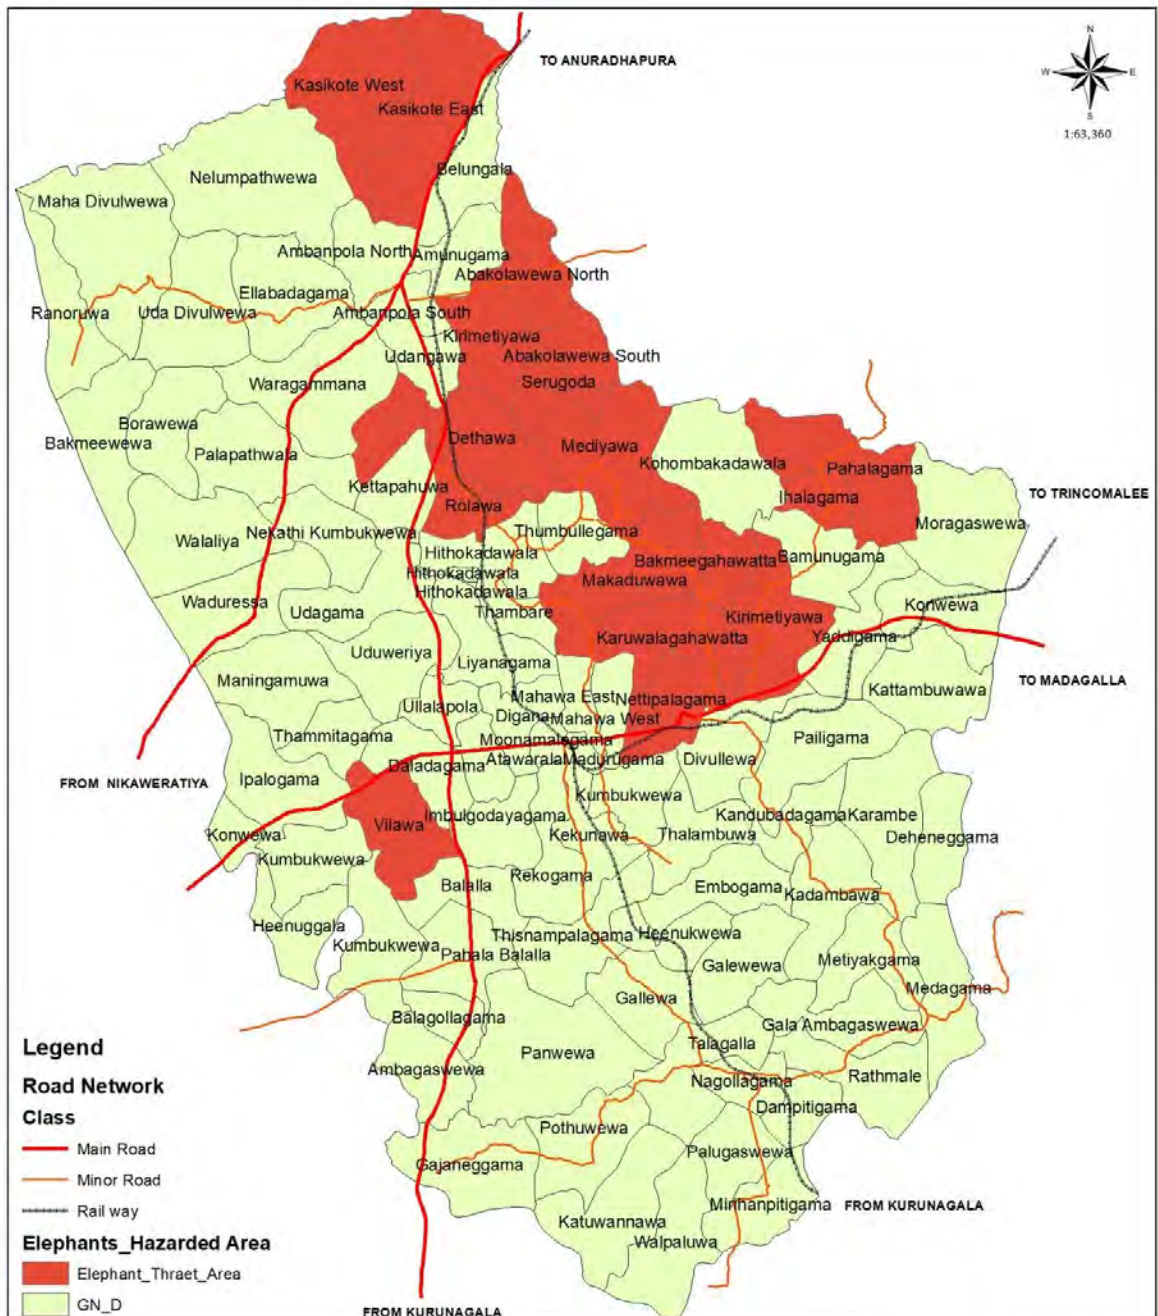 TO ANURADHAPURA
N
W E
S
1:63,360
Kasikote West
Kasikote East
Belungala
Nelumpathwewa
Maha Divulwewa
Ambanpola North
Amunugama
Abakolawewa North
Ellabadagama
Ranoruwa
Uda Divulwewa
Ambanpola South
Kirimetiyawa
Udangawa
Abakolawewa South
Serugoda
Waragammana
Borawewa
Bakmeewewa
Palapathwala
Dethawa
Mediyawa
Kohombakadawala
Pahalagama
Kettapahuwa
Ihalagama
TO TRINCOMALEE
Rolawa
Moragaswewa
Nekathi Kumbukwewa
Thumbullegama
Walaliya
Hithokadawala
Bakmeegahawatta
Bamunugama
Hithokadawala
Makaduwawa
Hithokadawala
Waduressa
Udagama
Thambare
Kirimetiyawa
Konwewa
Karuwalagahawatta
Yaddigama
Uduweriya
Liyanagama
Maningamuwa
TO MADAGALLA
Kattambuwawa
Mahawa East
Nettipalagama
Ullalapola
Digana
Mahawa West
Thammitagama
Moonamalegama
Pailigama
Atawarala
Madurugama
Divullewa
Daladagama
FROM NIKAWERATIYA
Ipalogama
Kumbukwewa
Imbulgodayagama
Kandubadagama
Karambe
Vilawa
Konwewa
Kekunawa
Thalambuwa
Deheneggama
Kumbukwewa
Rekogama
Balalla
Embogama
Kadambawa
Heenuggala
Kumbukwewa
Thisnampalagama
Heenukwewa
Pahala Balalla
Galewewa
Metiyakgama
Medagama
Gallewa
Balagollagama
Gala Ambagaswewa
Talagalla
Panwewa
Ambagaswewa
Nagollagama
Rathmale
Dampitigama
Pothuwewa
Palugaswewa
Gajaneggama
Mirihanpitigama
FROM KURUNAGALA
Katuwannawa
Walpaluwa
Legend
Road Network
Class
Main Road
Minor Road
Rail way
Elephants_Hazarded Area
Elephant_Thraet_Area
GN_D
FROM KURUNAGALA